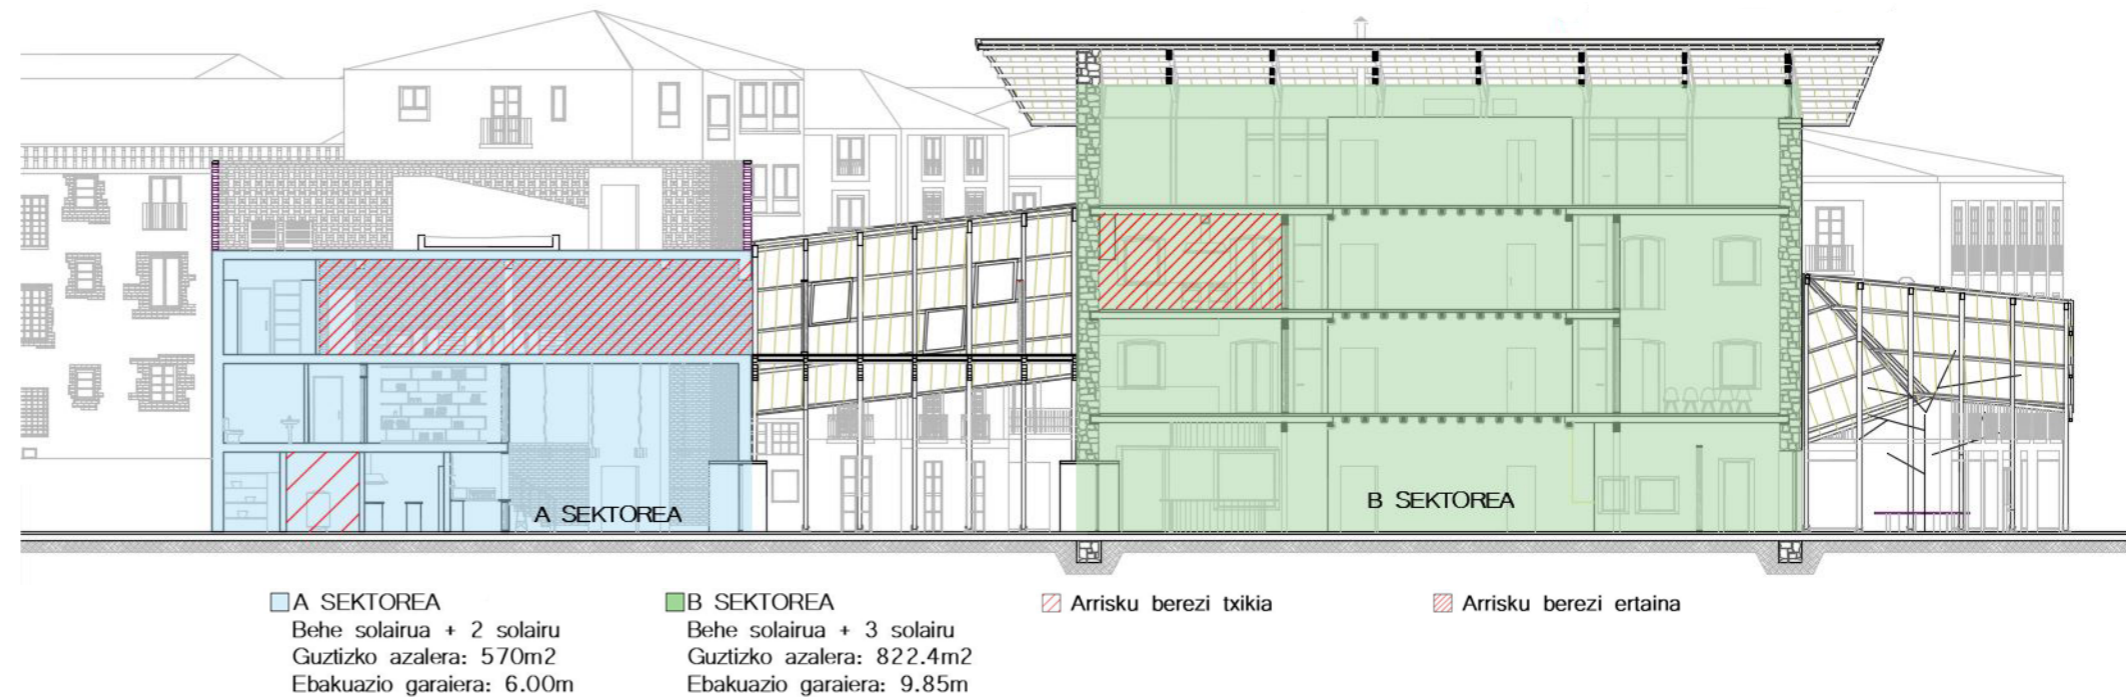 A SEKTOREA
B SEKTOREA
A SEKTOREA
Behe solairua + 2 solairu
Guztizko azalera: 570m2
Ebakuazio garaiera: 6.00m
B SEKTOREA
Behe solairua + 3 solairu
Guztizko azalera: 822.4m2
Ebakuazio garaiera: 9.85m
Arrisku berezi txikia
Arrisku berezi ertaina